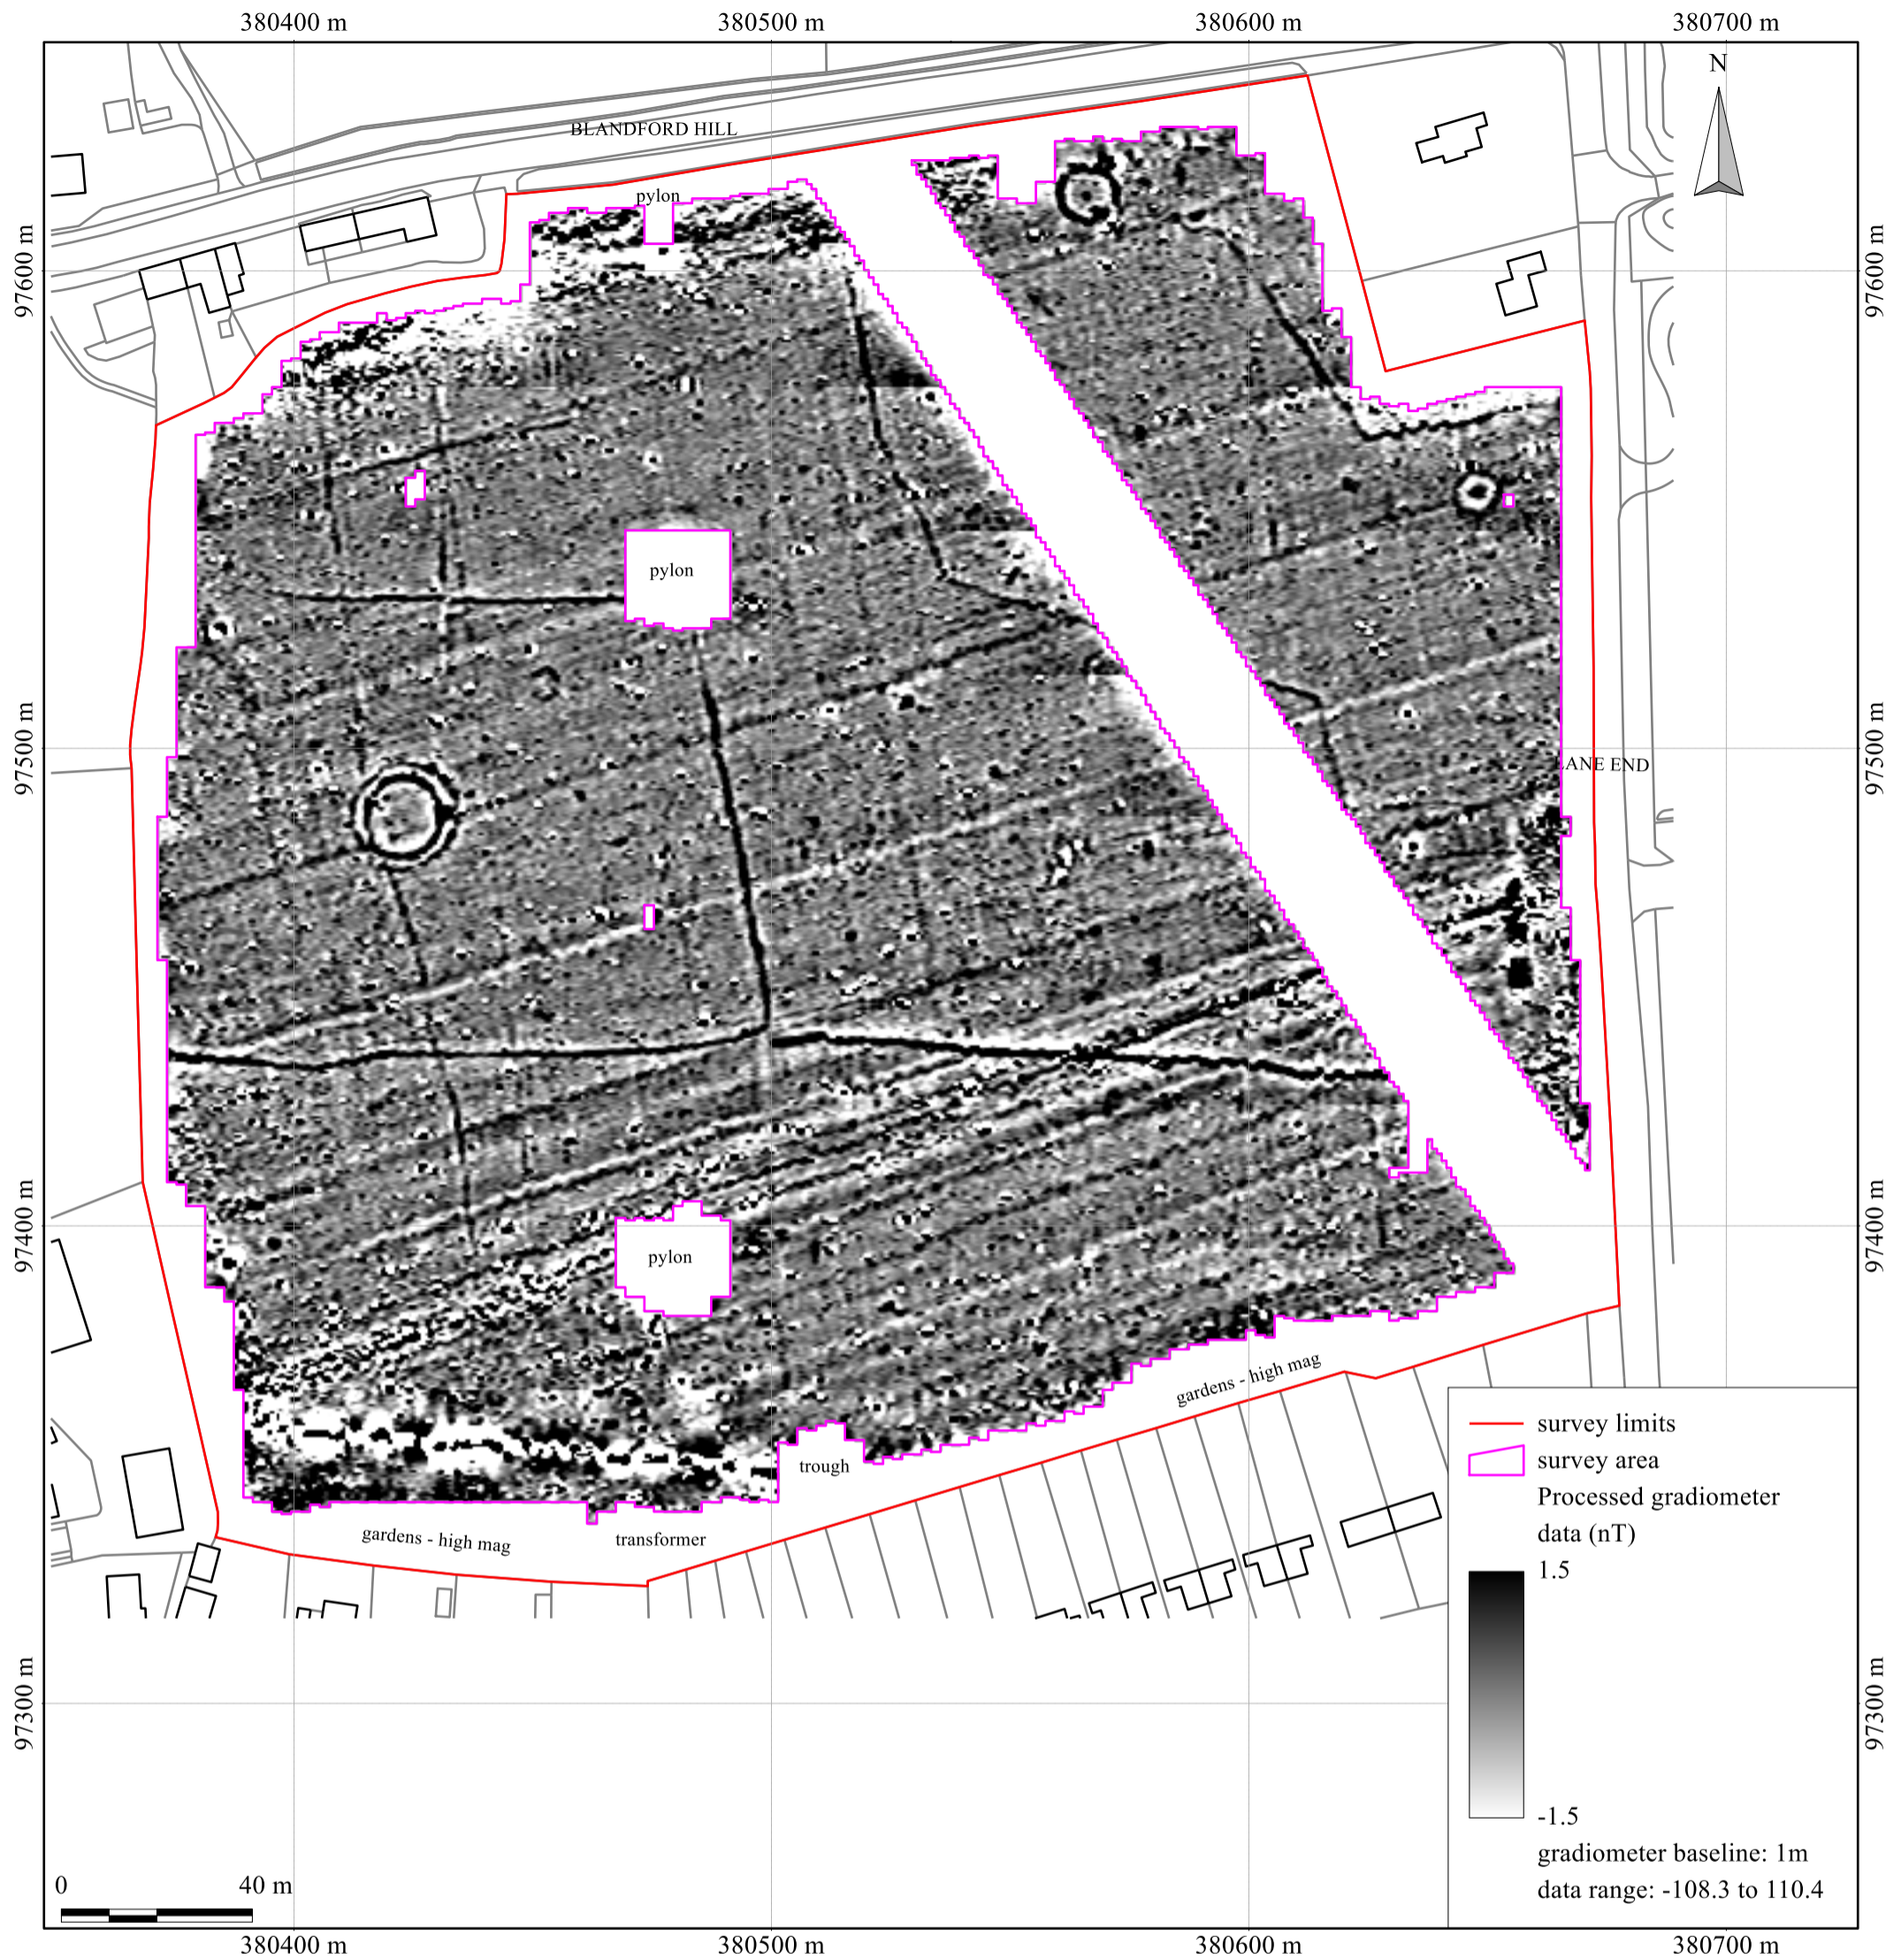 380400 m
380500 m
380600 m
380700 m
N
BLANDFORD HILL
pylon
97600 m
97600 m
pylon
97500 m
97500 m
LANE END
97400 m
97400 m
pylon
gardens - high mag
trough
gardens - high mag
transformer
survey limits
survey area
Processed gradiometer
data (nT)
1.5
-1.5
gradiometer baseline: 1m
data range: -108.3 to 110.4
97300 m
97300 m
0 40 m
380400 m
380500 m
380600 m
380700 m